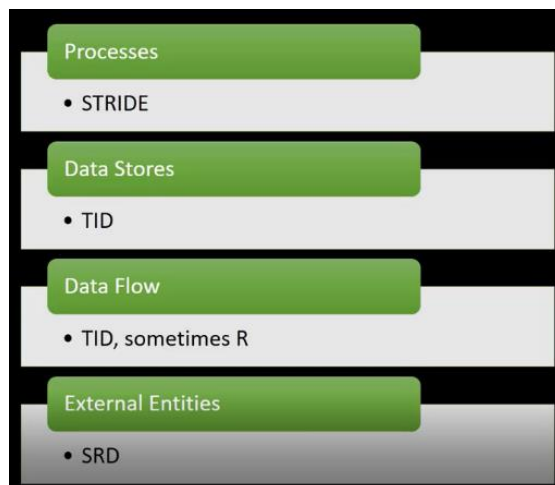 Processes
• STRIDE
Data Stores
• TID
Data Flow
• TID, sometimes R
External Entities
• SRD